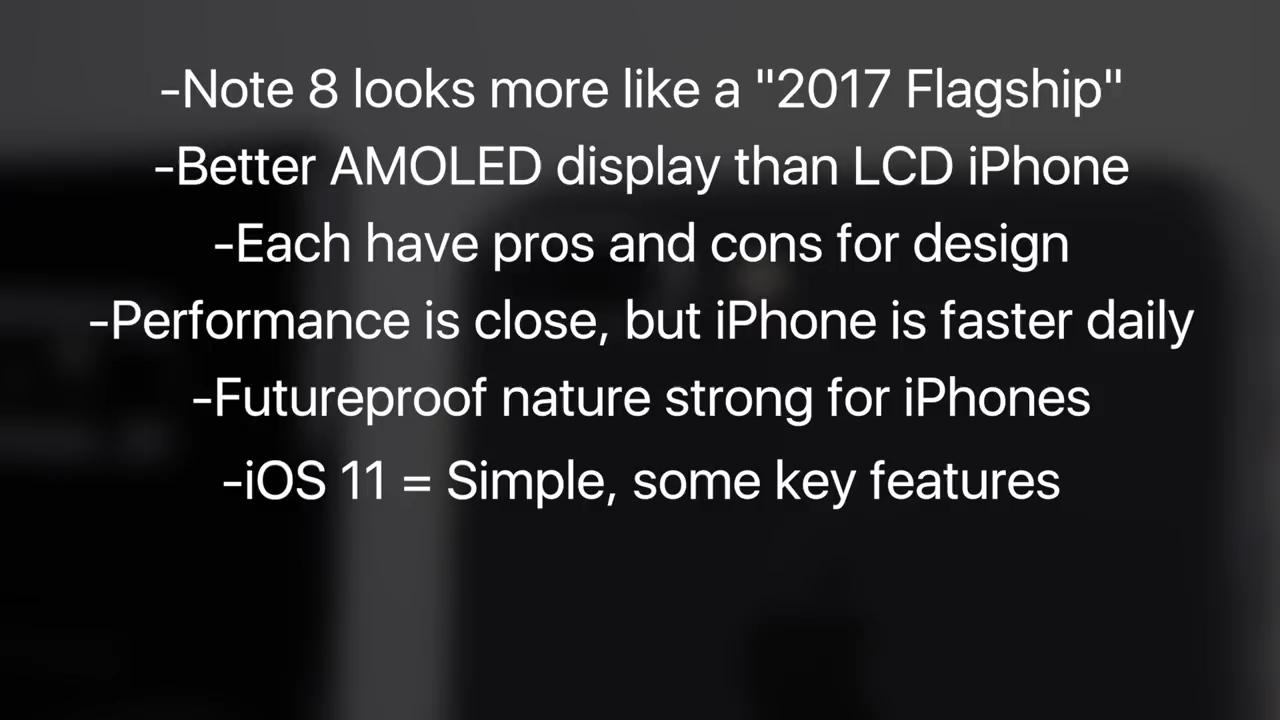 -Note 8 looks more like a "2017 Flagship"
-Better AMOLED display than LCD iPhone
-Each have pros and cons for design
-Performance is close, but iPhone is faster daily
-Futureproof nature strong for iPhones
-iOS 11 = Simple, some key features